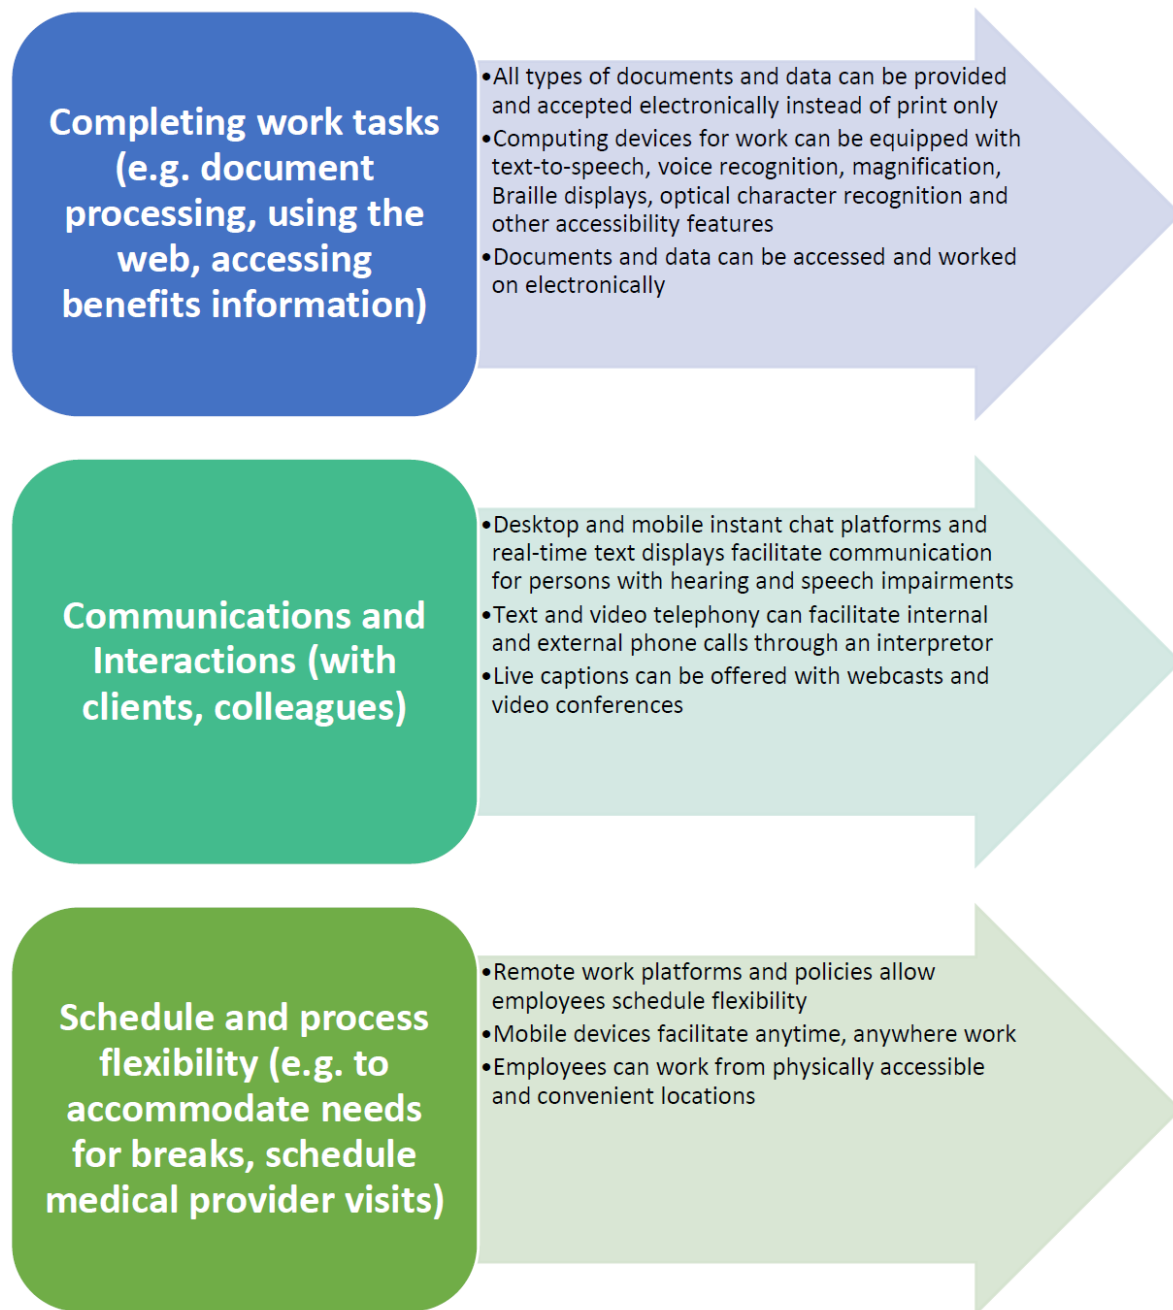 Completing work tasks
(e.g. document
processing, using the
web, accessing
benefits information)
•All types of documents and data can be provided
and accepted electronically instead of print only
•Computing devices for work can be equipped with
text-to-speech, voice recognition, magnification,
Braille displays, optical character recognition and
other accessibility features
•Documents and data can be accessed and worked
on electronically
Communications and
Interactions (with
clients, colleagues)
•Desktop and mobile instant chat platforms and
real-time text displays facilitate communication
for persons with hearing and speech impairments
•Text and video telephony can facilitate internal
and external phone calls through an interpretor
•Live captions can be offered with webcasts and
video conferences
Schedule and process
flexibility (e.g. to
accommodate needs
for breaks, schedule
medical provider visits)
•Remote work platforms and policies allow
employees schedule flexibility
•Mobile devices facilitate anytime, anywhere work
•Employees can work from physically accessible
and convenient locations